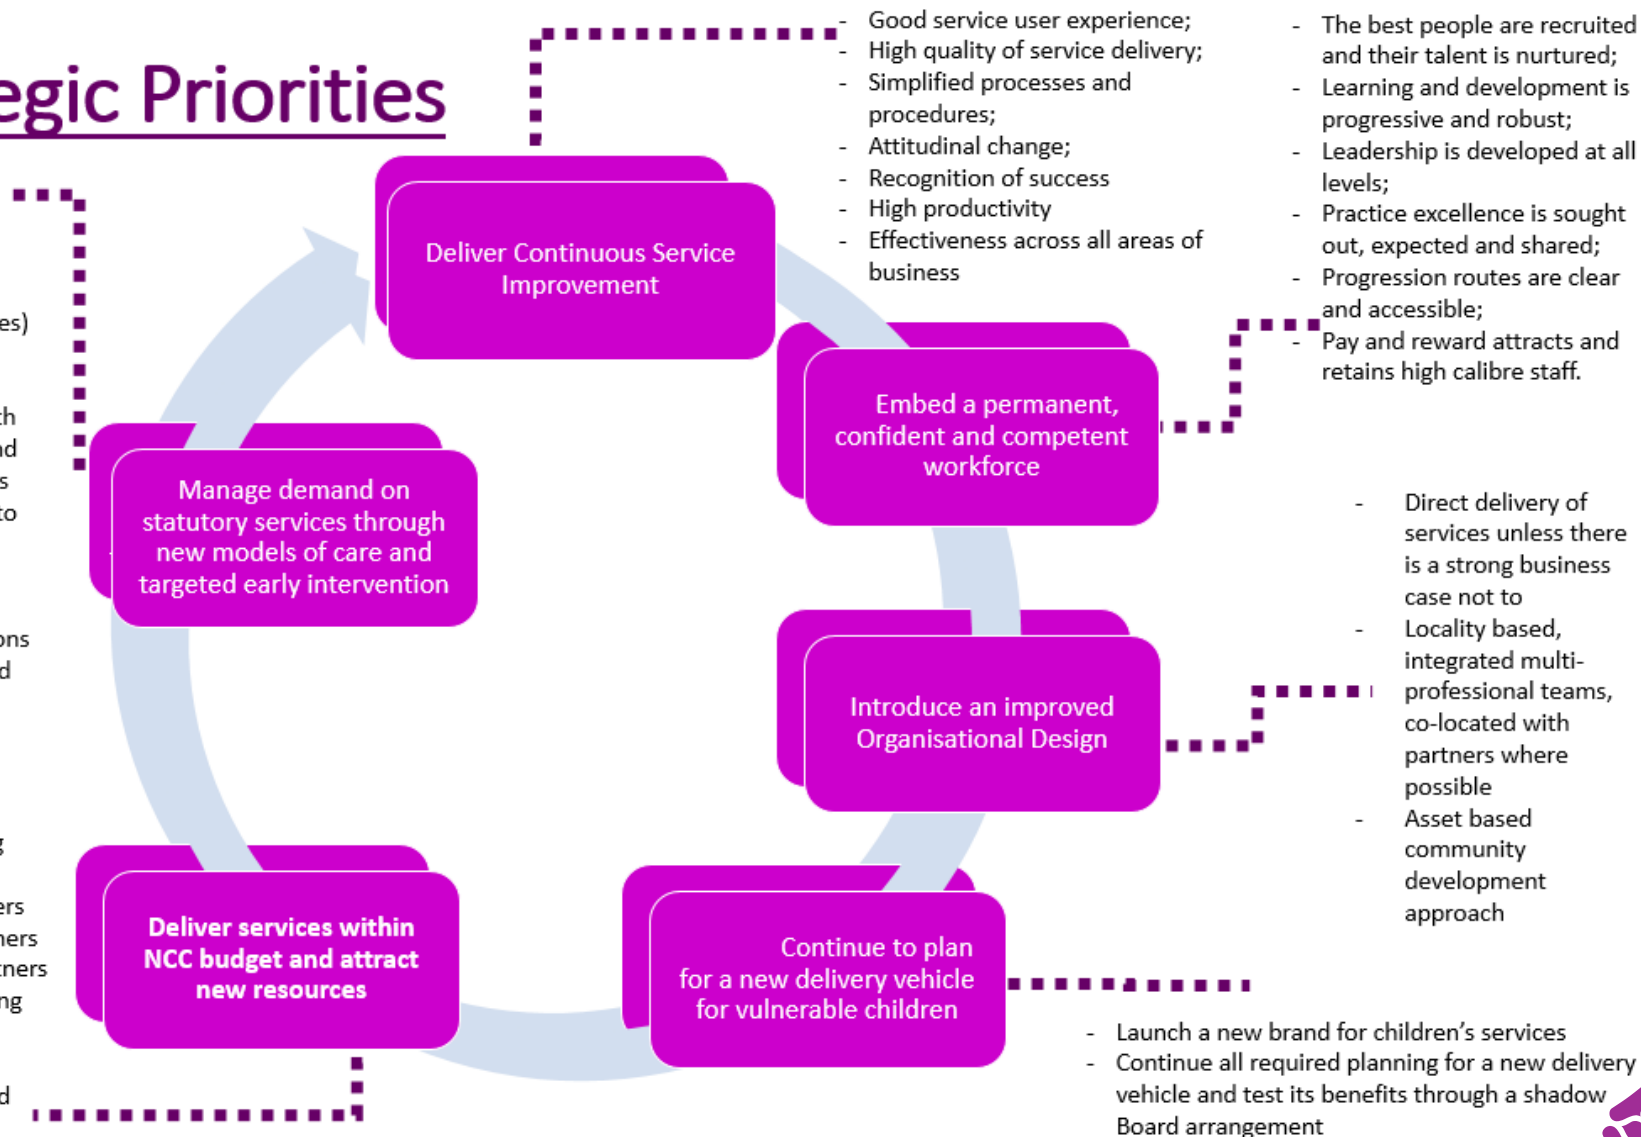 egic Priorities
- Good service user experience;
- High quality of service delivery;
- Simplified processes and
procedures;
- Attitudinal change;
- Recognition of success
- High productivity
- Effectiveness across all areas of
business
- The best people are recruited
and their talent is nurtured;
- Learning and development is
progressive and robust;
- Leadership is developed at all
levels;
- Practice excellence is sought
out, expected and shared;
- Progression routes are clear
and accessible;
- Pay and reward attracts and
retains high calibre staff.
Deliver Continuous Service
Improvement
Embed a permanent,
confident and competent
workforce
- Direct delivery of
services unless there
is a strong business
case not to
- Locality based,
integrated multi-
professional teams,
co-located with
partners where
possible
- Asset based
community
development
approach
Introduce an improved
Organisational Design
Continue to plan
for a new delivery vehicle
for vulnerable children
- Launch a new brand for children's services
- Continue all required planning for a new delivery
vehicle and test its benefits through a shadow
Board arrangement
Deliver services within
NCC budget and attract
new resources
Manage demand on
statutory services through
new models of care and
targeted early intervention
es)
th
nd
s
to
ons
d
g
ers
ners
tners
ng
d